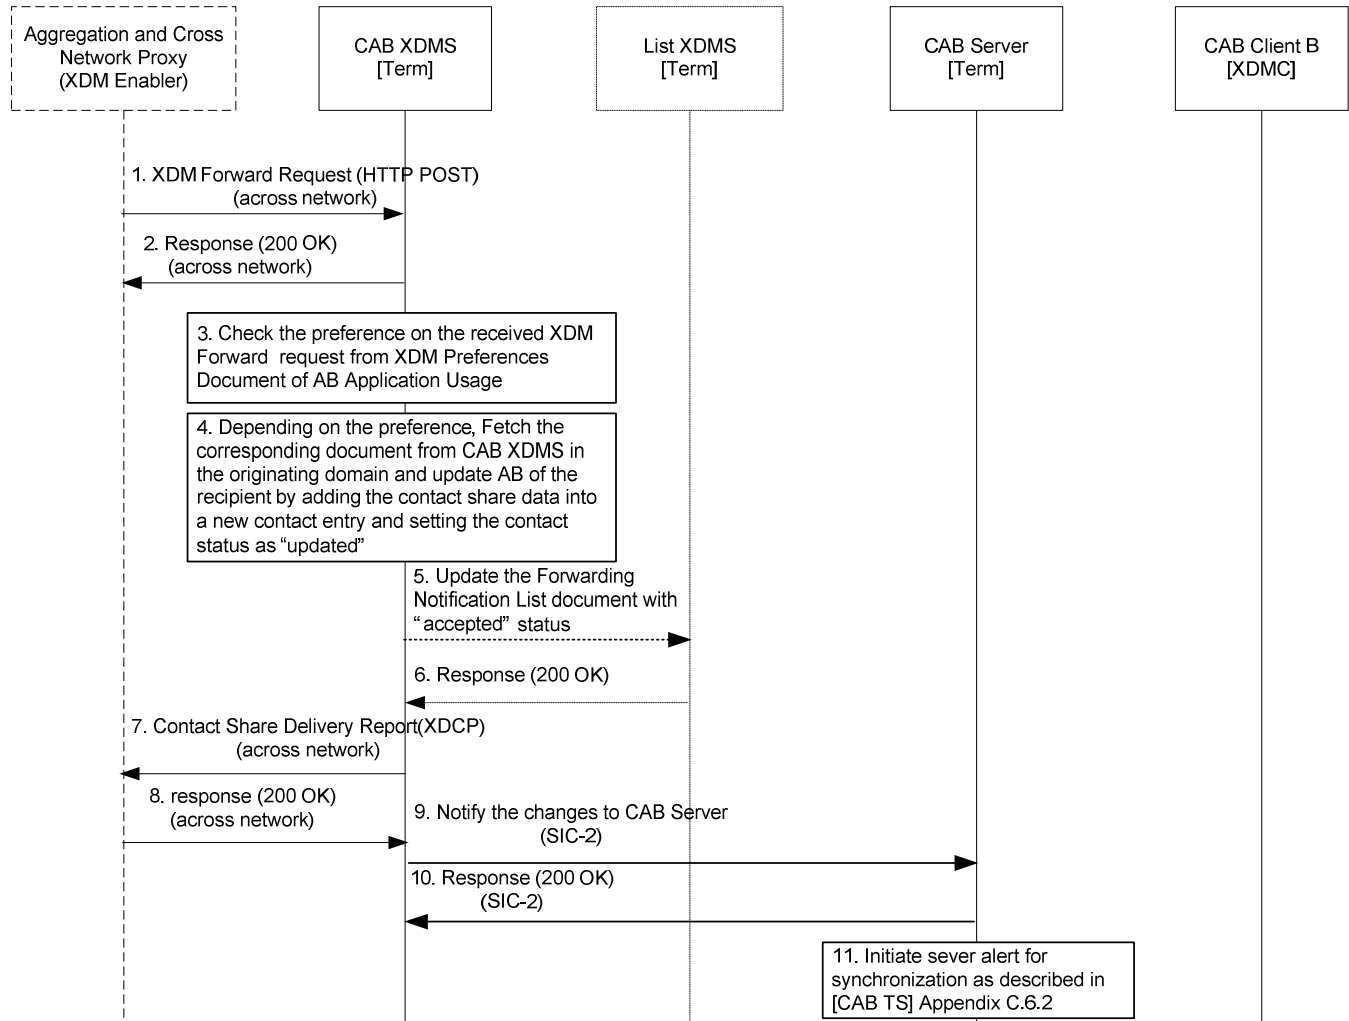 Aggregation and Cross
Network Proxy
(XDM Enabler)
CAB XDMS
[Term]
List XDMS
[Term]
CAB Server
[Term]
CAB Client B
[XDMC]
1. XDM Forward Request (HTTP POST)
(across network)
2. Response (200 OK)
(across network)
3. Check the preference on the received XDM
Forward request from XDM Preferences
Document of AB Application Usage
4. Depending on the preference, Fetch the
corresponding document from CAB XDMS in
the originating domain and update AB of the
recipient by adding the contact share data into
a new contact entry and setting the contact
status as “updated”
5. Update the Forwarding
Notification List document with
“accepted” status
6. Response (200 OK)
7. Contact Share Delivery Report(XDCP)
(across network)
8. response (200 OK)
(across network)
9. Notify the changes to CAB Server
(SIC-2)
10. Response (200 OK)
(SIC-2)
11. Initiate sever alert for
synchronization as described in
[CAB TS] Appendix C.6.2